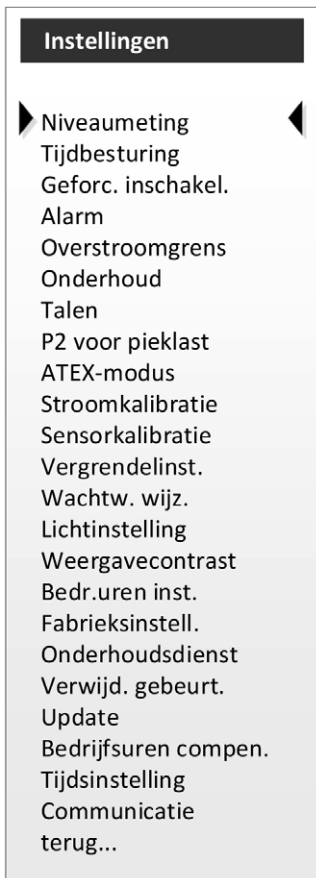 Instellingen
Niveaumeting
Tijdbesturing
Geforc. inschakel.
Alarm
Overstroomgrens
Onderhoud
Talen
P2 voor pieklast
ATEX-modus
Stroomkalibratie
Sensorkalibratie
Vergrendelinst.
Wachtw. wijz.
Lichtinstelling
Weergavecontrast
Bedr.uren inst.
Fabrieksinstell.
Onderhoudsdienst
Verwijd. gebeurt.
Update
Bedrijfsuren compen.
Tijdsinstelling
Communicatie
terug...